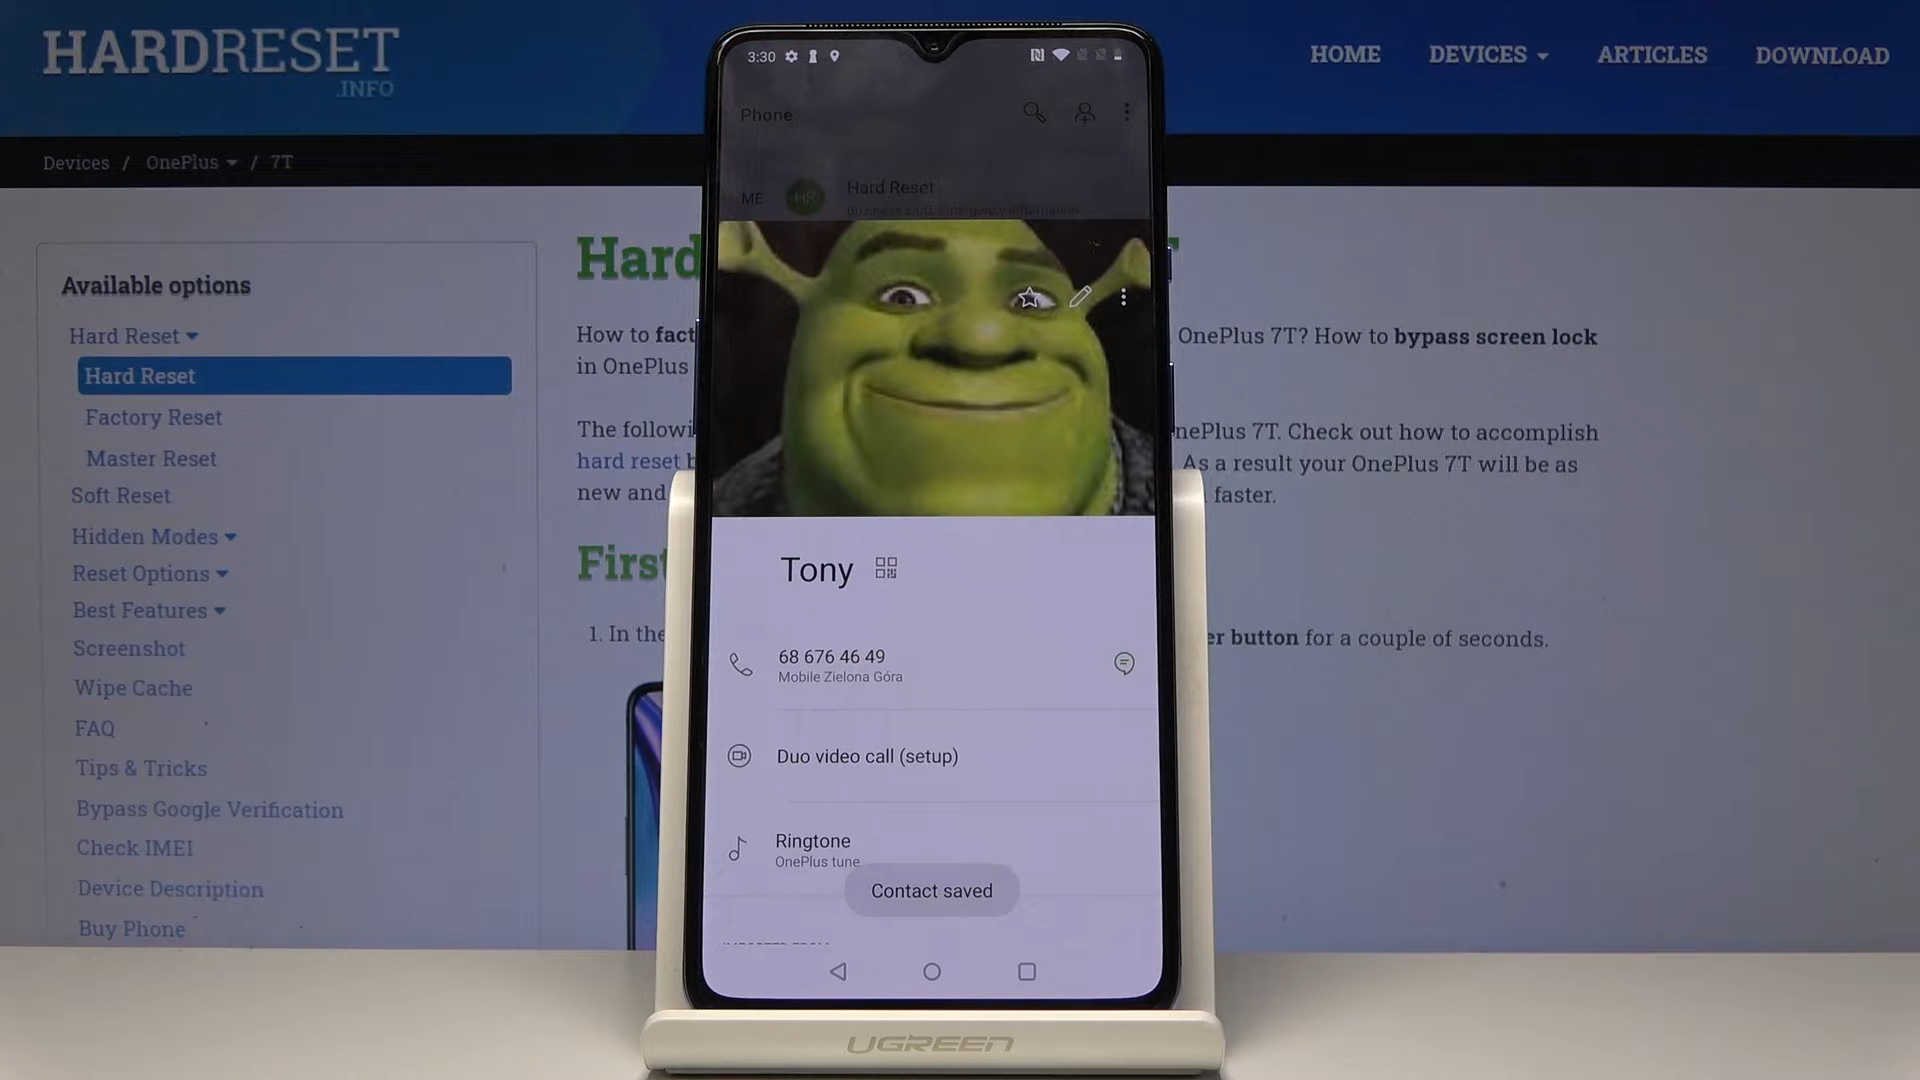 HARDRESET
.INFO
HOME DEVICES ARTICLES DOWNLOAD
Devices / OnePlus / 7T
Available options
Hard Reset
Hard Reset
Factory Reset
Master Reset
Soft Reset
Hidden Modes
Reset Options
Best Features
Screenshot
Wipe Cache
FAQ
Tips & Tricks
Bypass Google Verification
Check IMEI
Device Description
Buy Phone
Hard
How to OnePlus 7T? How to bypass screen lock
in OnePlus
The OnePlus 7T. Check out how to accomplish
hard reset As a result your OnePlus 7T will be as
new and faster.
First
1. In the button for a couple of seconds.
3:30
Phone
ME HR Hard Reset
Tony
68 676 46 49
Mobile Zielona Góra
Duo video call (setup)
Ringtone
OnePlus tune
Contact saved
UGREEN